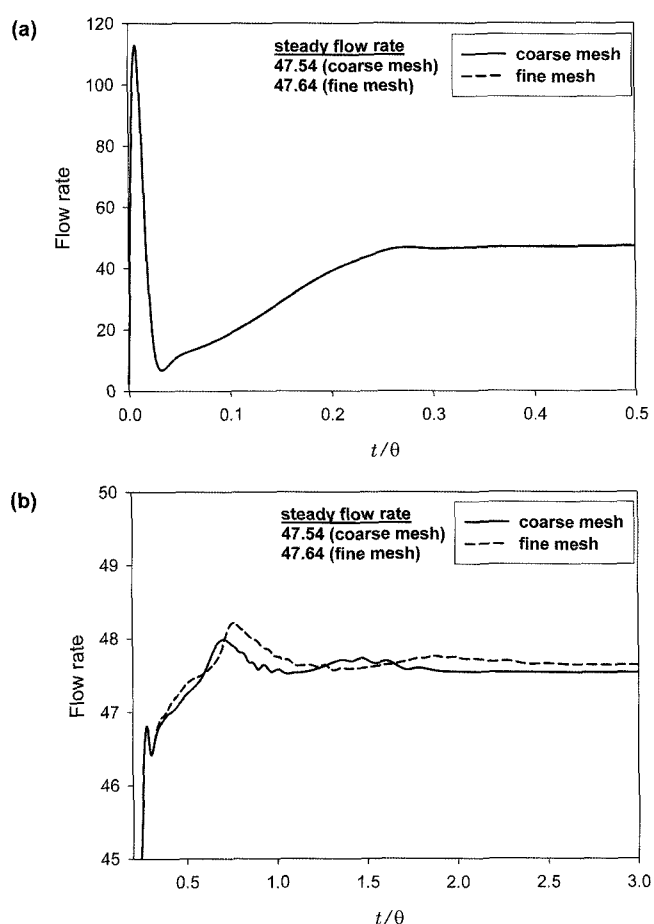 (a)
120
100
80
60
40
20
0
Flow rate
steady flow rate
47.54 (coarse mesh)
47.64 (fine mesh)
coarse mesh
fine mesh
0.0 0.1 0.2 0.3 0.4 0.5
t/θ
(b)
50
49
48
47
46
45
Flow rate
steady flow rate
47.54 (coarse mesh)
47.64 (fine mesh)
coarse mesh
fine mesh
0.5 1.0 1.5 2.0 2.5 3.0
t/θ